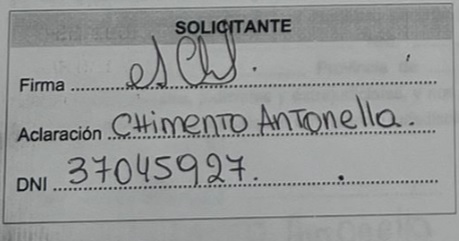 SOLICITANTE
Firma
Aclaración CHimENTO ANTOnella.
DNI 37045927.